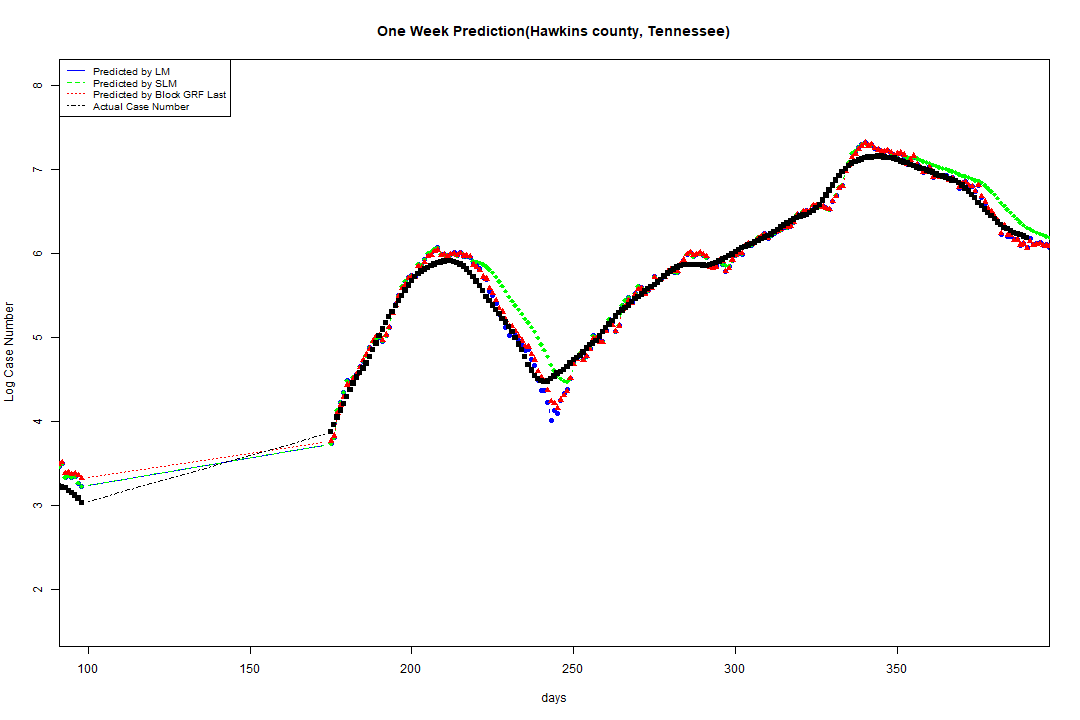 One Week Prediction(Hawkins county, Tennessee)
Predicted by LM
Predicted by SLM
Predicted by Block GRF Last
Actual Case Number
8
7
6
5
4
3
2
Log Case Number
100 150 200 250 300 350
days